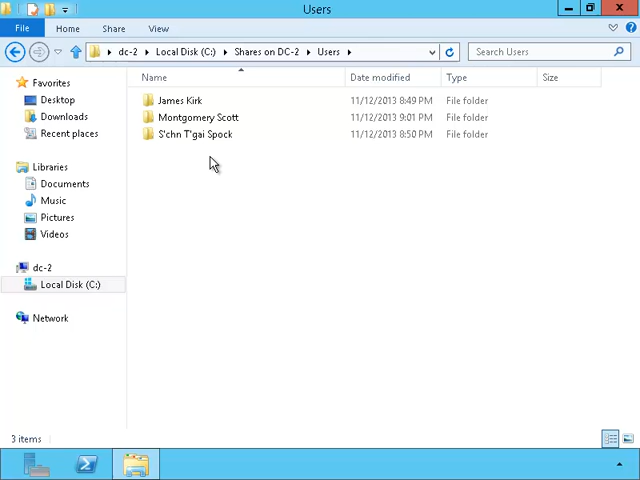 Users
File
Home
Share
View
dc-2
Local Disk (C:)
Shares on DC-2
Users
Search Users
Name
Date modified
Type
Size
Favorites
Desktop
Downloads
Recent places
Libraries
Documents
Music
Pictures
Videos
dc-2
Local Disk (C:)
Network
James Kirk 11/12/2013 8:49 PM File folder
Montgomery Scott 11/12/2013 9:01 PM File folder
S'chn T'gai Spock 11/12/2013 8:50 PM File folder
3 items